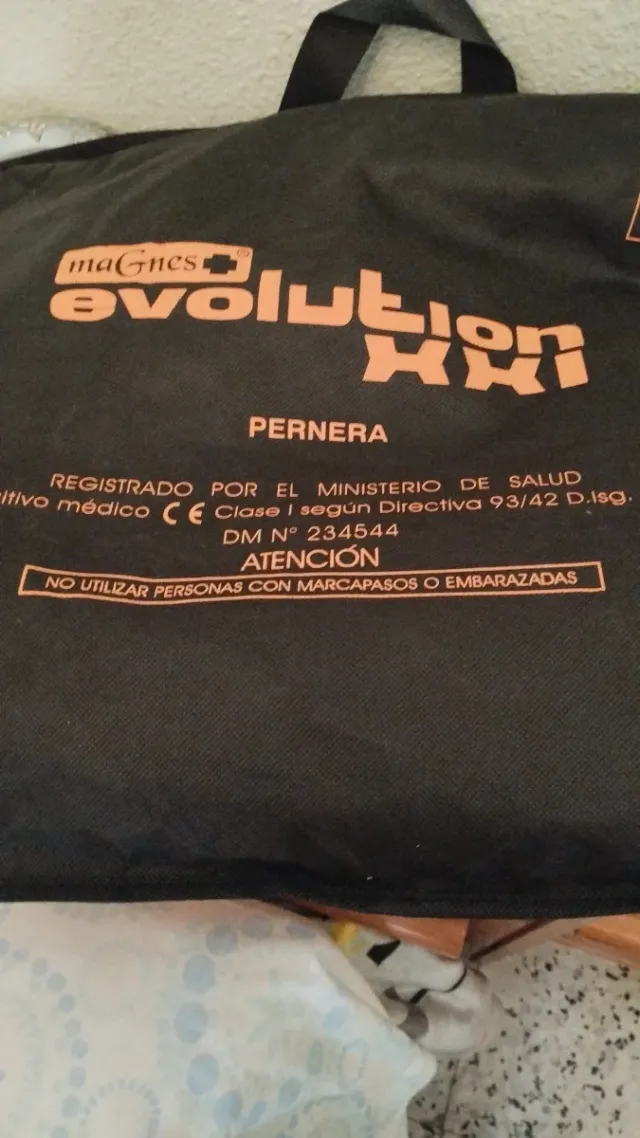 maGnes ®
evolution
XXI
PERNERA
REGISTRADO POR EL MINISTERIO DE SALUD
médico CE Clase I según Directiva 93/42 D.lsg.
DM N° 234544
ATENCIÓN
NO UTILIZAR PERSONAS CON MARCAPASOS O EMBARAZADAS